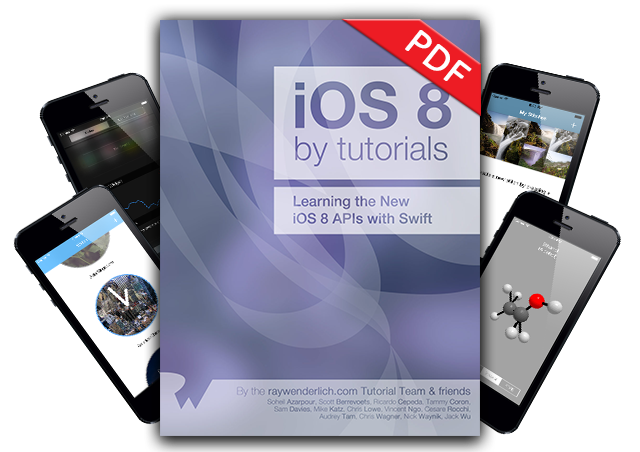 PDF
iOS 8
by tutorials
Learning the New
iOS 8 APIs with Swift
By the raywenderlich.com Tutorial Team & friends
Soheil Azarpour, Scott Berrevoets, Ricardo Cepeda, Tammy Coron,
Sam Davies, Mike Katz, Chris Lowe, Vincent Ngo, Cesare Rocchi,
Audrey Tam, Chris Wagner, Nick Waynik, Jack Wu
My Stitches